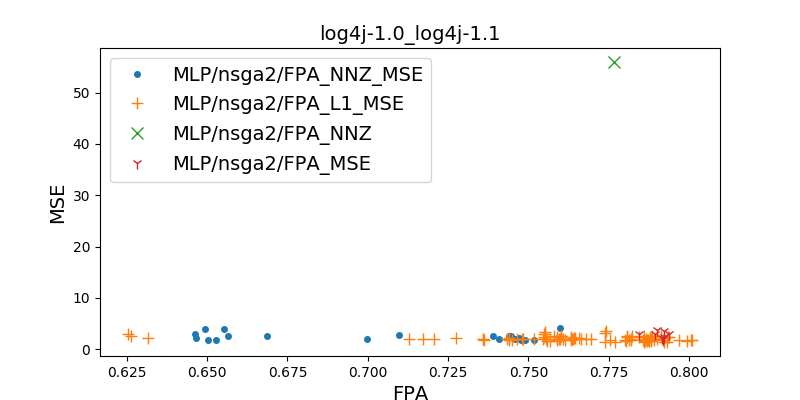 log4j-1.0_log4j-1.1
MLP/nsga2/FPA_NNZ_MSE
MLP/nsga2/FPA_L1_MSE
MLP/nsga2/FPA_NNZ
MLP/nsga2/FPA_MSE
MSE
50
40
30
20
10
0
0.625 0.650 0.675 0.700 0.725 0.750 0.775 0.800
FPA